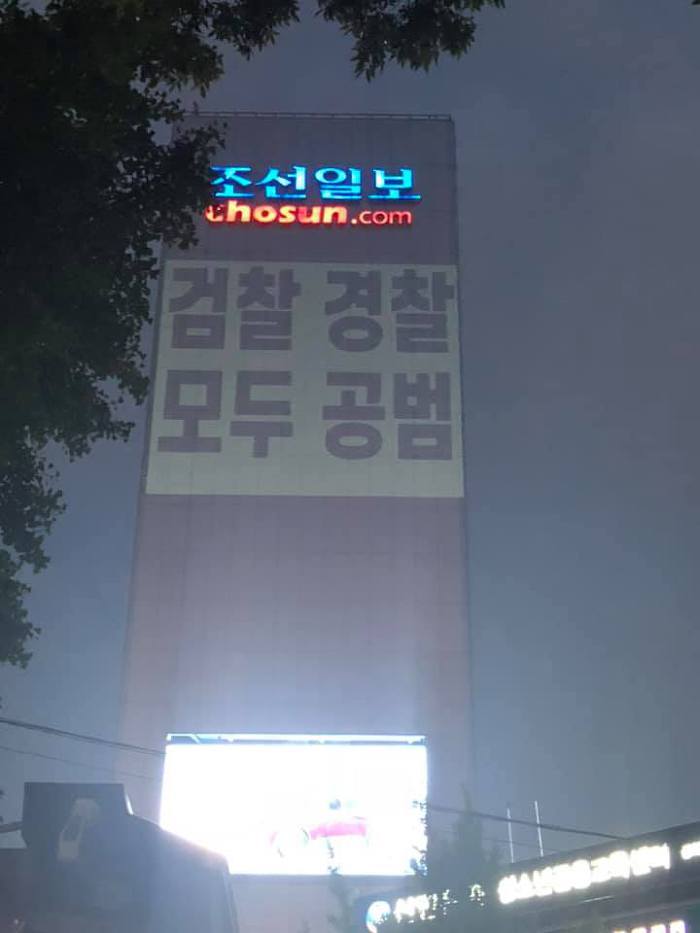 조선일보
chosun.com
검찰 경찰
모두 공범